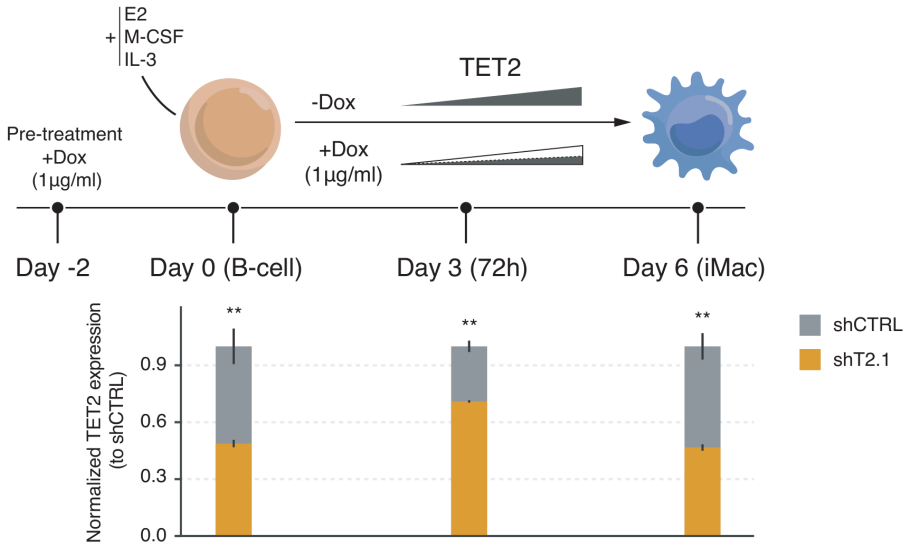 E2
+ M-CSF
IL-3
TET2
-Dox
Pre-treatment
+Dox
(1µg/ml)
+Dox
(1µg/ml)
Day -2
Day 0 (B-cell)
Day 3 (72h)
Day 6 (iMac)
Normalized TET2 expression
(to shCTRL)
0.9
0.6
0.3
0.0
**
**
**
shCTRL
shT2.1